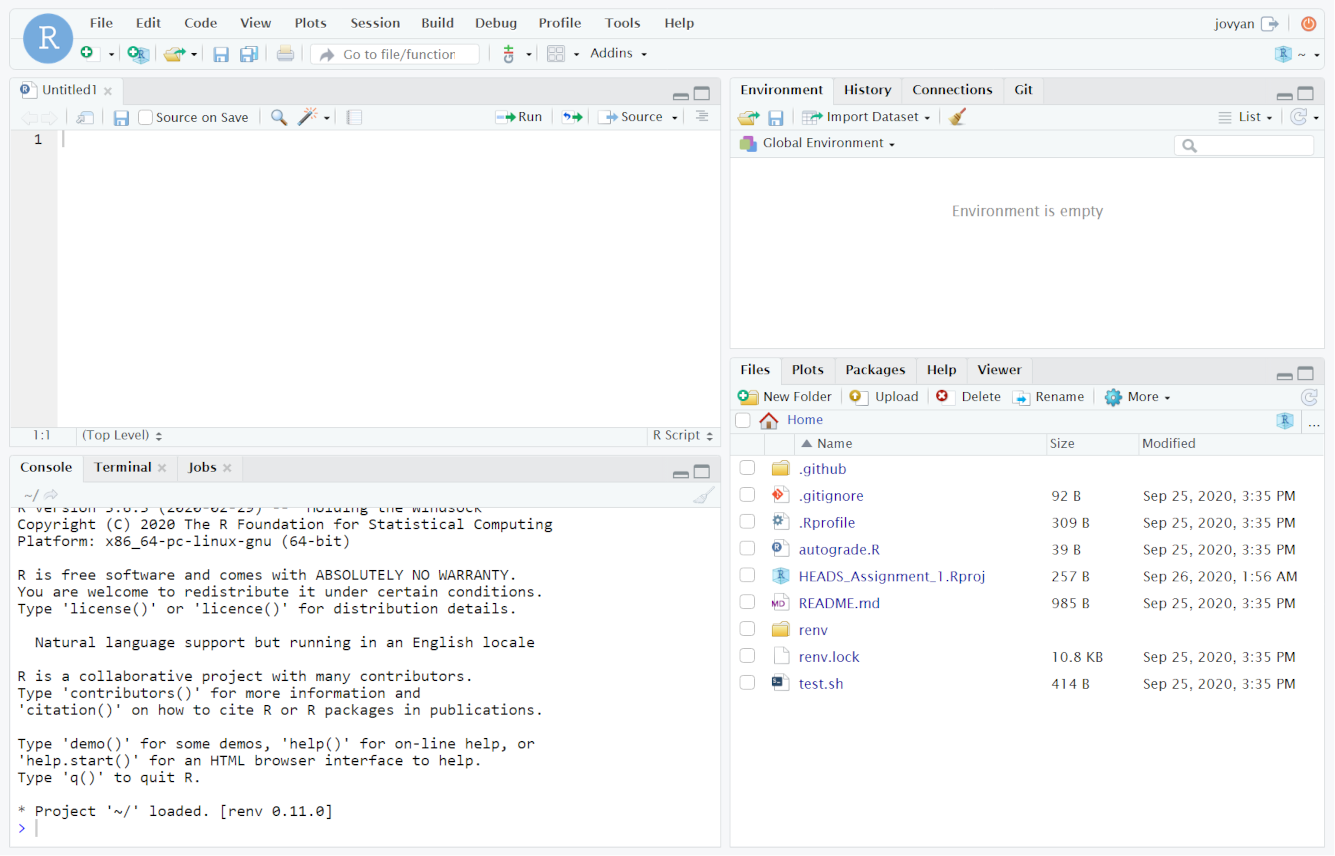 R
File Edit Code View Plots Session Build Debug Profile Tools Help
jovyan
Go to file/function
Addins
R ~
Untitled1
Source on Save
Run
Source
1
1:1 (Top Level)
R Script
Console Terminal Jobs
~/
R version 3.6.3 (2020-02-29) -- "Holding the Windsock"
Copyright (C) 2020 The R Foundation for Statistical Computing
Platform: x86_64-pc-linux-gnu (64-bit)
R is free software and comes with ABSOLUTELY NO WARRANTY.
You are welcome to redistribute it under certain conditions.
Type 'license()' or 'licence()' for distribution details.
Natural language support but running in an English locale
R is a collaborative project with many contributors.
Type 'contributors()' for more information and
'citation()' on how to cite R or R packages in publications.
Type 'demo()' for some demos, 'help()' for on-line help, or
'help.start()' for an HTML browser interface to help.
Type 'q()' to quit R.
* Project '~/' loaded. [renv 0.11.0]
>
Environment History Connections Git
Import Dataset
List
Global Environment
Environment is empty
Files Plots Packages Help Viewer
New Folder Upload Delete Rename More
Home
R ...
Name Size Modified
.github
.gitignore 92 B Sep 25, 2020, 3:35 PM
.Rprofile 309 B Sep 25, 2020, 3:35 PM
autograde.R 39 B Sep 25, 2020, 3:35 PM
HEADS_Assignment_1.Rproj 257 B Sep 26, 2020, 1:56 AM
README.md 985 B Sep 25, 2020, 3:35 PM
renv
renv.lock 10.8 KB Sep 25, 2020, 3:35 PM
test.sh 414 B Sep 25, 2020, 3:35 PM